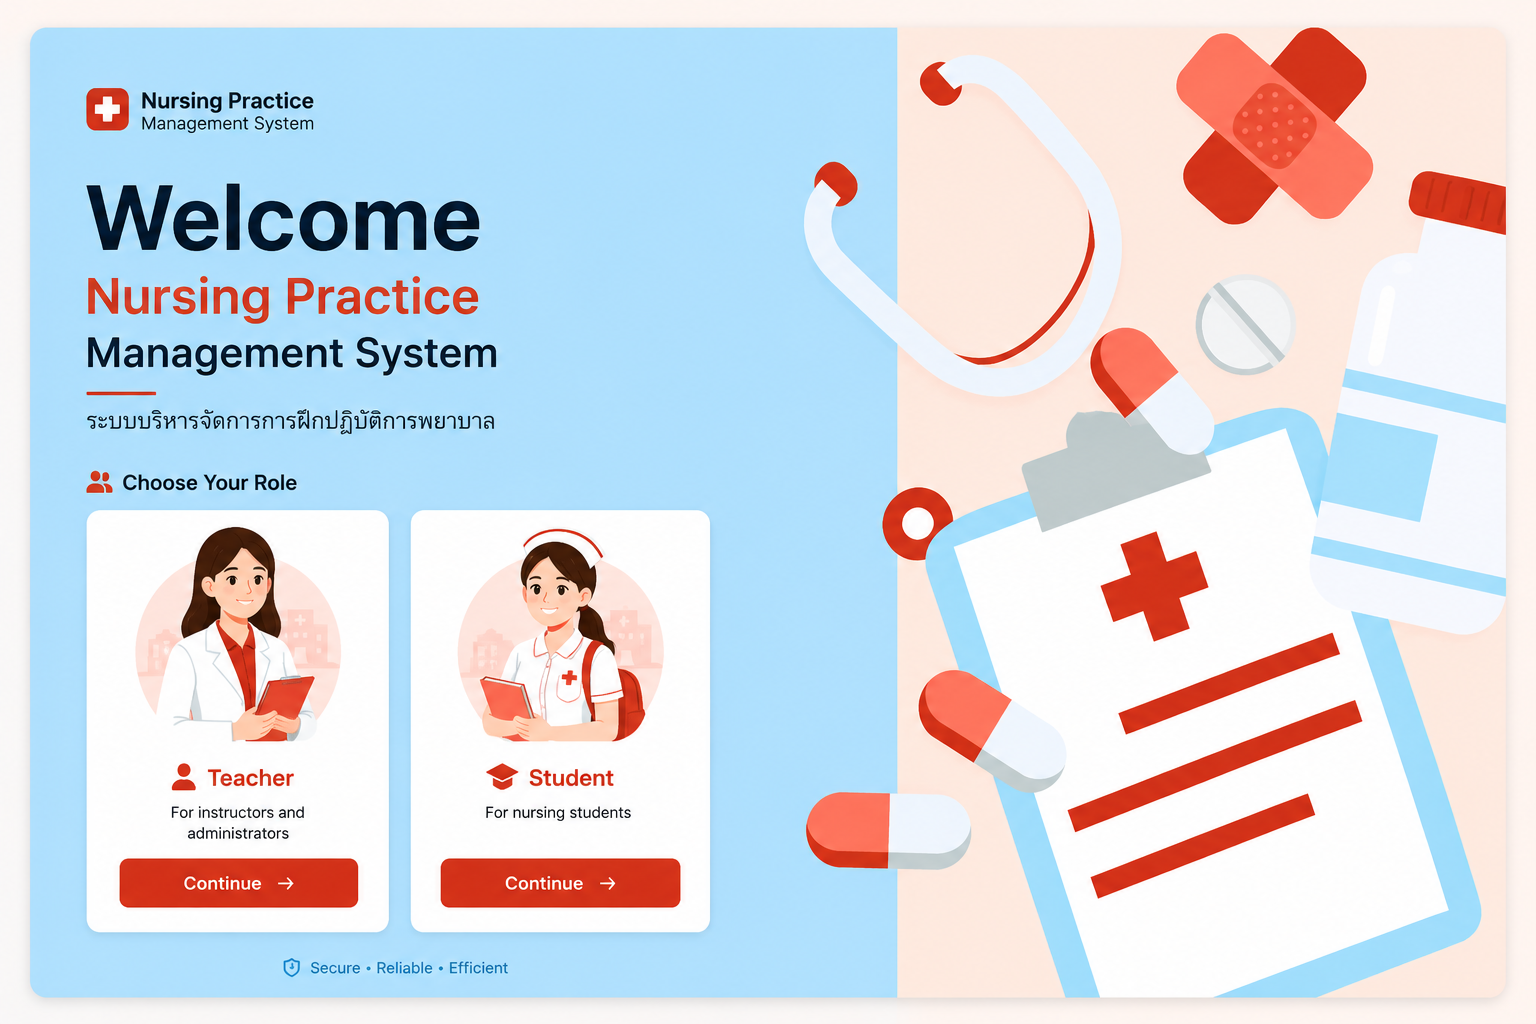 Nursing Practice
Management System
Welcome
Nursing Practice
Management System
ระบบบริหารจัดการการฝึกปฏิบัติการพยาบาล
Choose Your Role
Teacher
For instructors and
administrators
Continue →
Student
For nursing students
Continue →
Secure • Reliable • Efficient